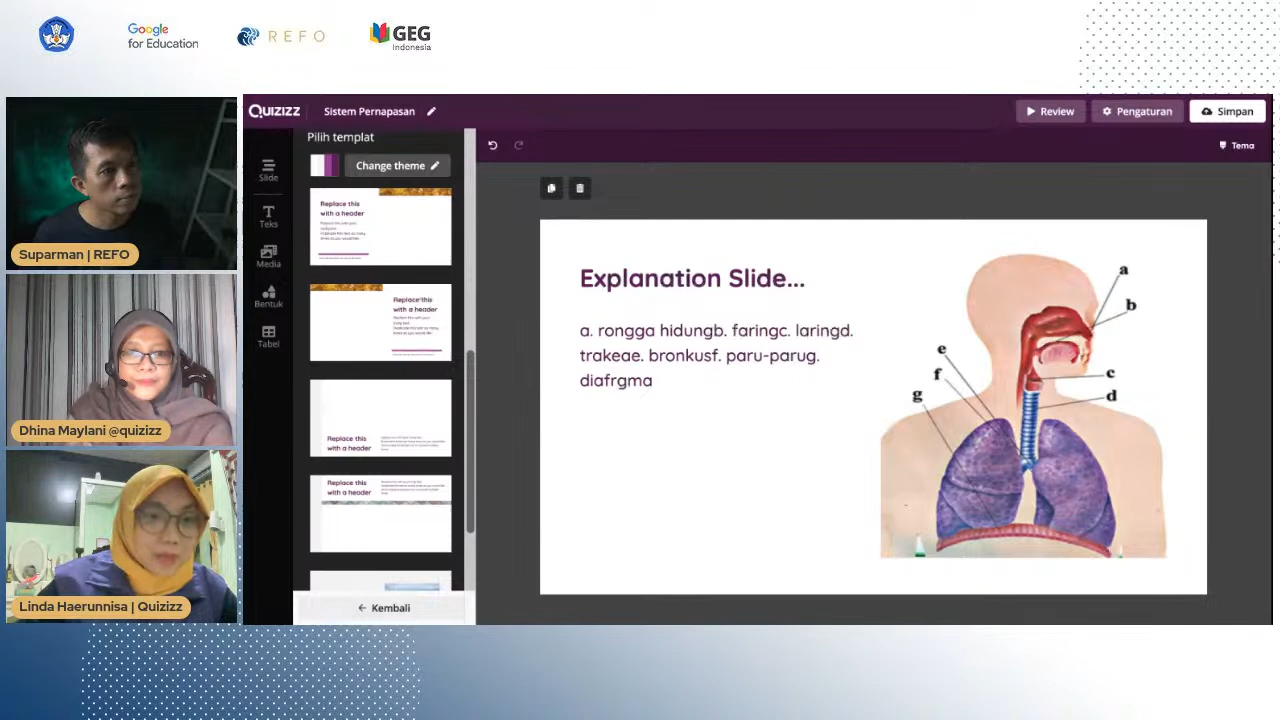 Google
for Education
REFO
GEG
Indonesia
Suparman | REFO
Dhina Maylani @quizizz
Linda Haerunnisa | Quizizz
QUIZIZZ
Sistem Pernapasan
Review
Pengaturan
Simpan
Tema
Slide
Teks
Media
Bentuk
Tabel
Pilih templat
Change theme
Replace this
with a header
Replace this
with a header
Replace this
with a header
Replace this
with a header
Kembali
Explanation Slide...
a. rongga hidungb. faringc. laringd.
trakeae. bronkusf. paru-parug.
diafrgma
a
b
c
d
e
f
g